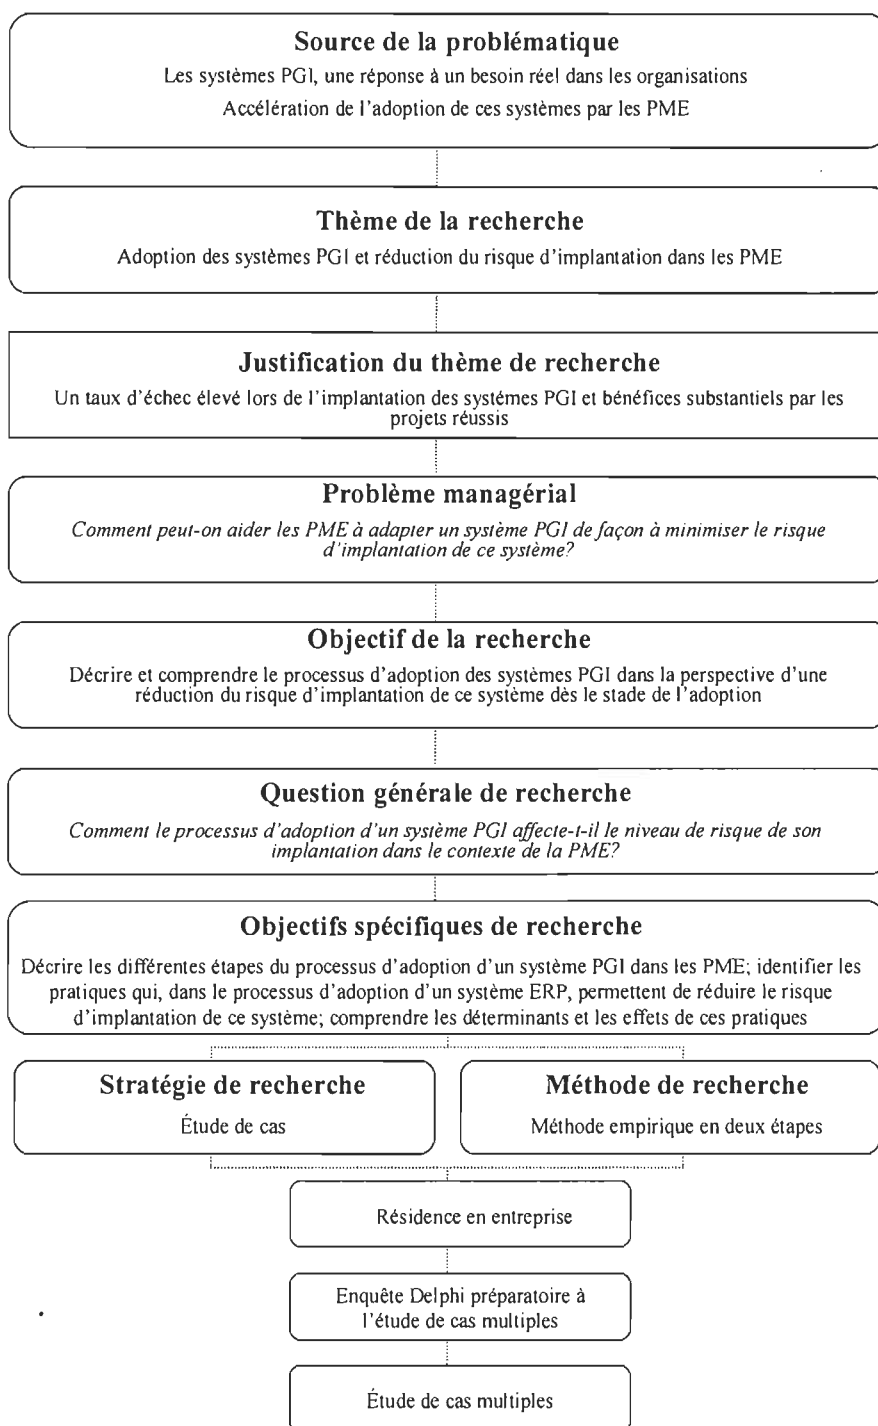 Source de la problématique
Les systèmes PGI, une réponse à un besoin réel dans les organisations
Accélération de l'adoption de ces systèmes par les PME
Thème de la recherche
Adoption des systèmes PGI et réduction du risque d'implantation dans les PME
Justification du thème de recherche
Un taux d'échec élevé lors de l'implantation des systémes PGI et bénéfices substantiels par les
projets réussis
Problème managérial
Comment peut-on aider les PME à adapter un système PGI de façon à minimiser le risque
d'implantation de ce système?
Objectif de la recherche
Décrire et comprendre le processus d'adoption des systèmes PGI dans la perspective d'une
réduction du risque d'implantation de ce système dès le stade de l'adoption
Question générale de recherche
Comment le processus d'adoption d'un système PGI affecte-t-il le niveau de risque de son
implantation dans le contexte de la PME?
Objectifs spécifiques de recherche
Décrire les différentes étapes du processus d'adoption d'un système PGI dans les PME; identifier les
pratiques qui, dans le processus d'adoption d'un système ERP, permettent de réduire le risque
d'implantation de ce système; comprendre les déterminants et les effets de ces pratiques
Stratégie de recherche
Étude de cas
Méthode de recherche
Méthode empirique en deux étapes
Résidence en entreprise
Enquête Delphi préparatoire à
l'étude de cas multiples
Étude de cas multiples